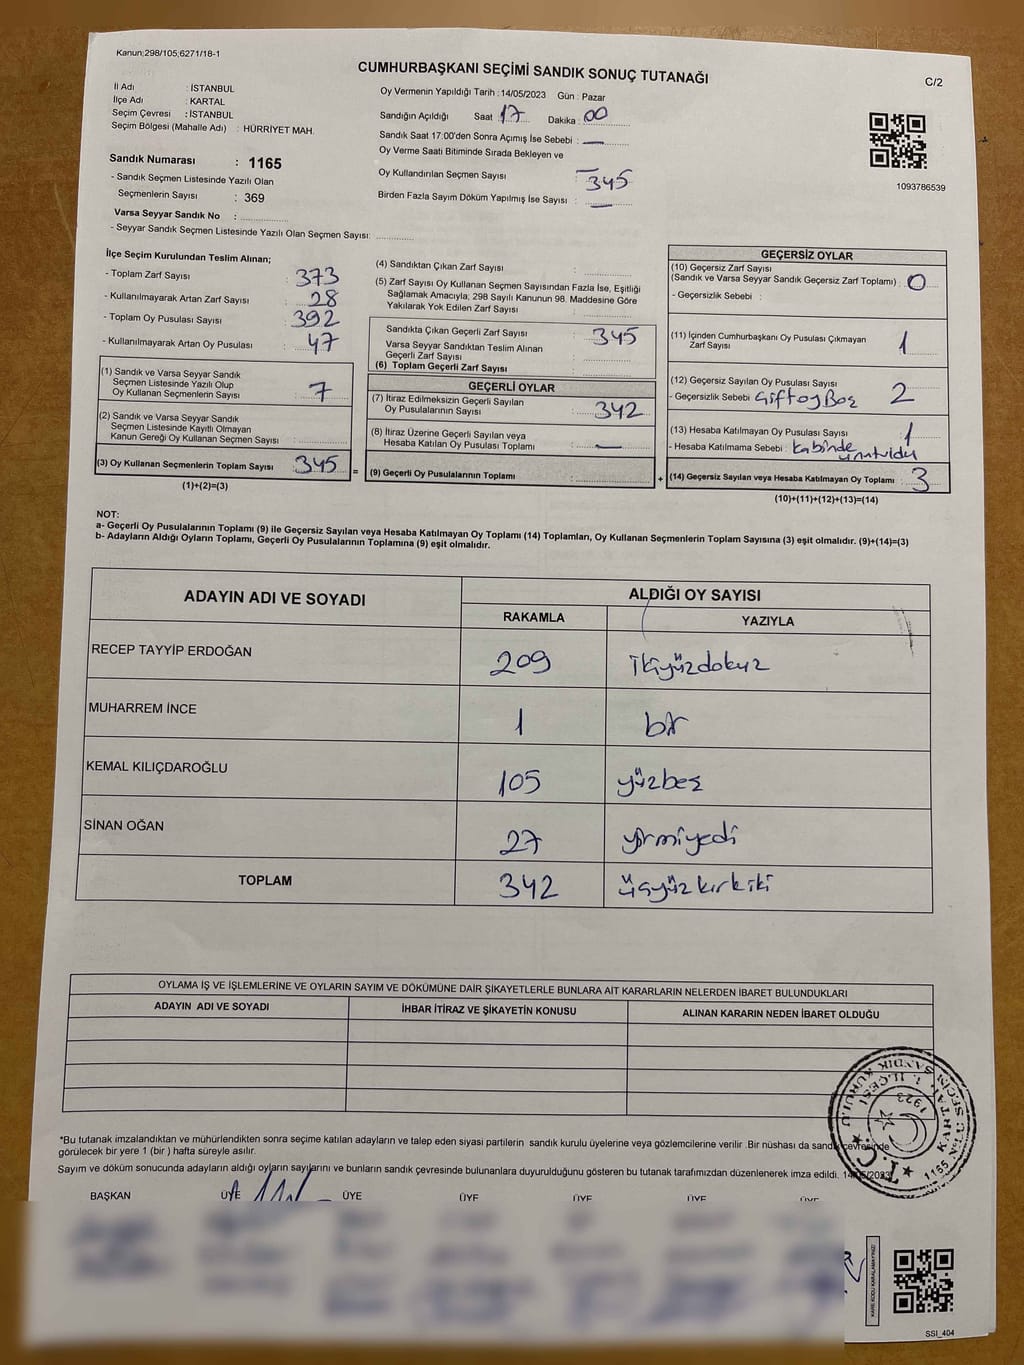 Kanun;298/105;6271/18-1
CUMHURBAŞKANI SEÇİMİ SANDIK SONUÇ TUTANAĞI
C/2
İl Adı : İSTANBUL
İlçe Adı : KARTAL
Seçim Çevresi : İSTANBUL
Seçim Bölgesi (Mahalle Adı) : HÜRRİYET MAH.
Sandık Numarası : 1165
- Sandık Seçmen Listesinde Yazılı Olan
Seçmenlerin Sayısı : 369
Varsa Seyyar Sandık No :
- Seyyar Sandık Seçmen Listesinde Yazılı Olan Seçmen Sayısı:
Oy Vermenin Yapıldığı Tarih : 14/05/2023 Gün : Pazar
Sandığın Açıldığı Saat 17 Dakika : 00
Sandık Saat 17:00'den Sonra Açımış İse Sebebi : —
Oy Verme Saati Bitiminde Sırada Bekleyen ve
Oy Kullandırılan Seçmen Sayısı : 345
Birden Fazla Sayım Döküm Yapılmış İse Sayısı : —
1093786539
İlçe Seçim Kurulundan Teslim Alınan;
- Toplam Zarf Sayısı : 373
- Kullanılmayarak Artan Zarf Sayısı : 28
- Toplam Oy Pusulası Sayısı : 392
- Kullanılmayarak Artan Oy Pusulası : 47
(1) Sandık ve Varsa Seyyar Sandık
Seçmen Listesinde Yazılı Olup
Oy Kullanan Seçmenlerin Sayısı : 7
(2) Sandık ve Varsa Seyyar Sandık
Seçmen Listesinde Kayıtlı Olmayan
Kanun Gereği Oy Kullanan Seçmen Sayısı :
(3) Oy Kullanan Seçmenlerin Toplam Sayısı : 345
(1)+(2)=(3)
(4) Sandıktan Çıkan Zarf Sayısı :
(5) Zarf Sayısı Oy Kullanan Seçmen Sayısından Fazla İse, Eşitliği
Sağlamak Amacıyla; 298 Sayılı Kanunun 98. Maddesine Göre
Yakılarak Yok Edilen Zarf Sayısı :
Sandıkta Çıkan Geçerli Zarf Sayısı : 345
Varsa Seyyar Sandıktan Teslim Alınan
Geçerli Zarf Sayısı :
(6) Toplam Geçerli Zarf Sayısı :
GEÇERLİ OYLAR
(7) İtiraz Edilmeksizin Geçerli Sayılan
Oy Pusulalarının Sayısı : 342
(8) İtiraz Üzerine Geçerli Sayılan veya
Hesaba Katılan Oy Pusulası Toplamı : —
= (9) Geçerli Oy Pusulalarının Toplamı :
GEÇERSİZ OYLAR
(10) Geçersiz Zarf Sayısı
(Sandık ve Varsa Seyyar Sandık Geçersiz Zarf Toplamı) : 0
- Geçersizlik Sebebi :
(11) İçinden Cumhurbaşkanı Oy Pusulası Çıkmayan
Zarf Sayısı : 1
(12) Geçersiz Sayılan Oy Pusulası Sayısı : 2
- Geçersizlik Sebebi Çift oy Boş
(13) Hesaba Katılmayan Oy Pusulası Sayısı : 1
- Hesaba Katılmama Sebebi : Kabinde unutuldu
+ (14) Geçersiz Sayılan veya Hesaba Katılmayan Oy Toplamı : 3
(10)+(11)+(12)+(13)=(14)
NOT:
a- Geçerli Oy Pusulalarının Toplamı (9) ile Geçersiz Sayılan veya Hesaba Katılmayan Oy Toplamı (14) Toplamları, Oy Kullanan Seçmenlerin Toplam Sayısına (3) eşit olmalıdır. (9)+(14)=(3)
b- Adayların Aldığı Oyların Toplamı, Geçerli Oy Pusulalarının Toplamına (9) eşit olmalıdır.
ADAYIN ADI VE SOYADI ALDIĞI OY SAYISI
RAKAMLA YAZIYLA
RECEP TAYYİP ERDOĞAN 209 ikiyüzdokuz
MUHARREM İNCE 1 bir
KEMAL KILIÇDAROĞLU 105 yüzbeş
SİNAN OĞAN 27 yirmiyedi
TOPLAM 342 üçyüzkırkiki
OYLAMA İŞ VE İŞLEMLERİNE VE OYLARIN SAYIM VE DÖKÜMÜNE DAİR ŞİKAYETLERLE BUNLARA AİT KARARLARIN NELERDEN İBARET BULUNDUKLARI
ADAYIN ADI VE SOYADI İHBAR İTİRAZ VE ŞİKAYETİN KONUSU ALINAN KARARIN NEDEN İBARET OLDUĞU
*Bu tutanak imzalandıktan ve mühürlendikten sonra seçime katılan adayların ve talep eden siyasi partilerin sandık kurulu üyelerine veya gözlemcilerine verilir .Bir nüshası da sandık çevresinde
görülecek bir yere 1 (bir ) hafta süreyle asılır.
Sayım ve döküm sonucunda adayların aldığı oyların sayılarını ve bunların sandık çevresinde bulunanlara duyurulduğunu gösteren bu tutanak tarafımızdan düzenlenerek imza edildi. 14/05/2023
T.C. KARTAL 1. İLÇESİ 1165 NO'LU SEÇİM SANDIK KURULU
1923
BAŞKAN ÜYE ÜYE ÜYE ÜYE ÜYE ÜYE
KARE KODU KARALAMAYINIZ!
SSI_404